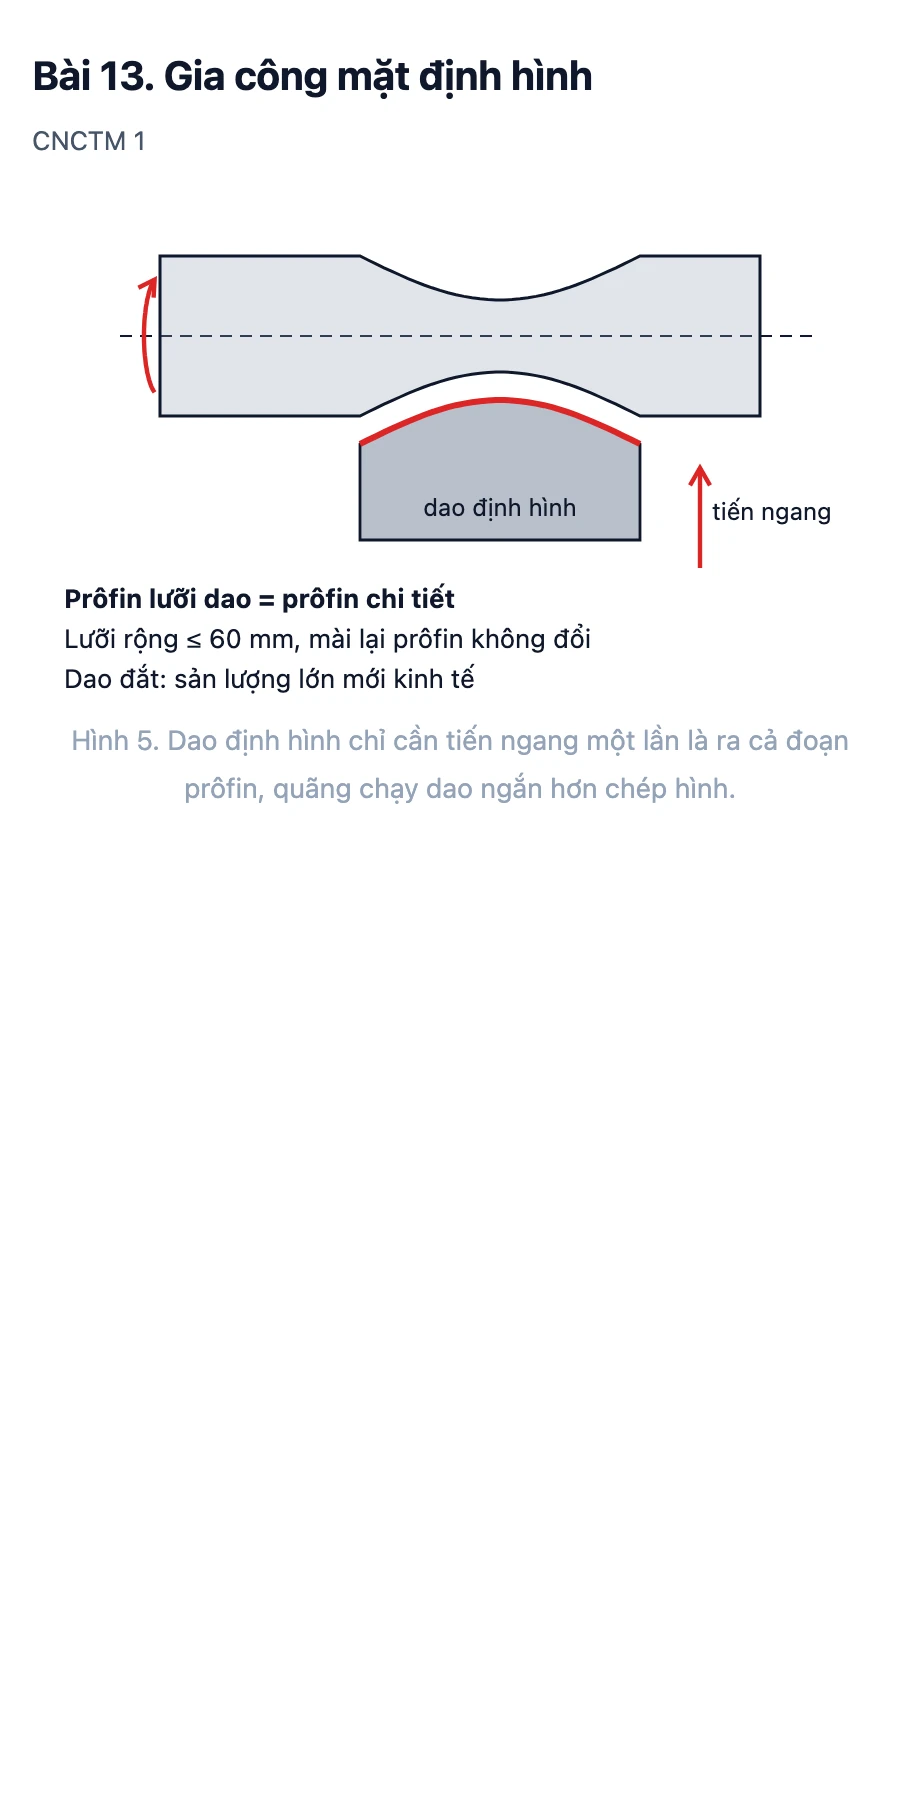 Bài 13. Gia công mặt định hình
CNCTM 1
dao định hình
tiến ngang
Prôfin lưỡi dao = prôfin chi tiết
Lưỡi rộng ≤ 60 mm, mài lại prôfin không đổi
Dao đắt: sản lượng lớn mới kinh tế
Hình 5. Dao định hình chỉ cần tiến ngang một lần là ra cả đoạn
prôfin, quãng chạy dao ngắn hơn chép hình.